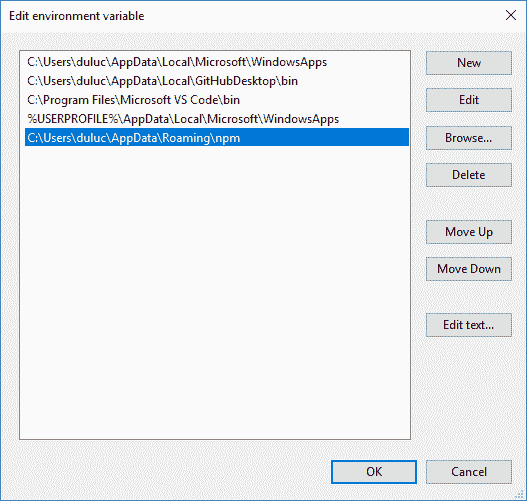 Edit environment variable
C:\Users\duluc\AppData\Local\Microsoft\WindowsApps
C:\Users\duluc\AppData\Local\GitHubDesktop\bin
C:\Program Files\Microsoft VS Code\bin
%USERPROFILE%\AppData\Local\Microsoft\WindowsApps
C:\Users\duluc\AppData\Roaming\npm
New
Edit
Browse...
Delete
Move Up
Move Down
Edit text...
OK
Cancel